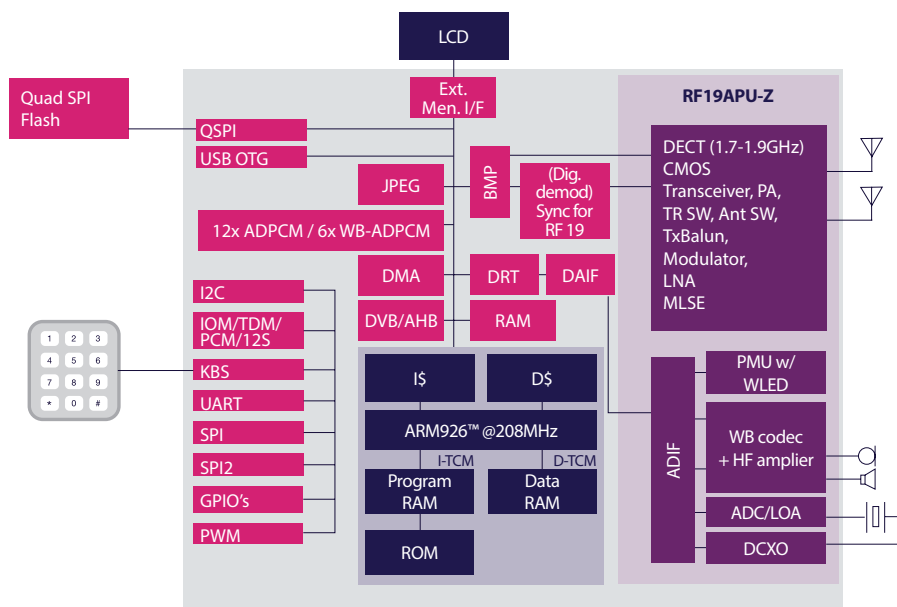 LCD
Quad SPI
Flash
Ext.
Men. I/F
RF19APU-Z
QSPI
USB OTG
JPEG
BMP
(Dig.
demod)
Sync for
RF 19
DECT (1.7-1.9GHz)
CMOS
Transceiver, PA,
TR SW, Ant SW,
TxBalun,
Modulator,
LNA
MLSE
12x ADPCM / 6x WB-ADPCM
DMA
DRT
DAIF
DVB/AHB
RAM
I2C
IOM/TDM/
PCM/12S
KBS
UART
SPI
SPI2
GPIO's
PWM
1 2 3
4 5 6
7 8 9
* 0 #
I$
D$
ARM926™ @208MHz
I-TCM
D-TCM
Program
RAM
Data
RAM
ROM
ADIF
PMU w/
WLED
WB codec
+ HF amplier
ADC/LOA
DCXO